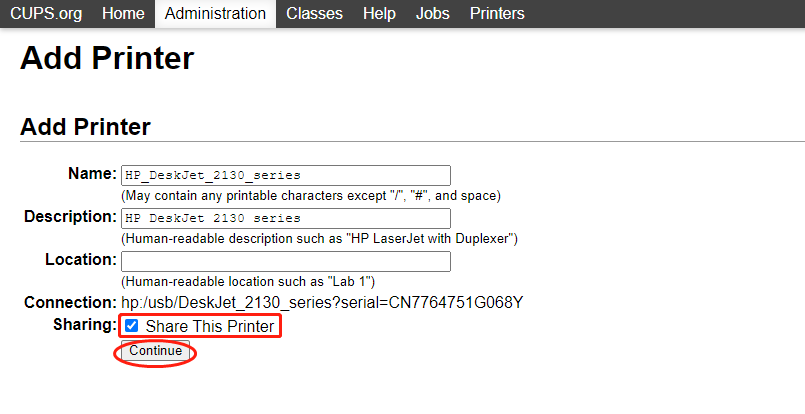 CUPS.org Home Administration Classes Help Jobs Printers
Add Printer
Add Printer
Name: HP_DeskJet_2130_series
(May contain any printable characters except "/", "#", and space)
Description: HP DeskJet 2130 series
(Human-readable description such as "HP LaserJet with Duplexer")
Location:
(Human-readable location such as "Lab 1")
Connection: hp:/usb/DeskJet_2130_series?serial=CN7764751G068Y
Sharing: Share This Printer
Continue